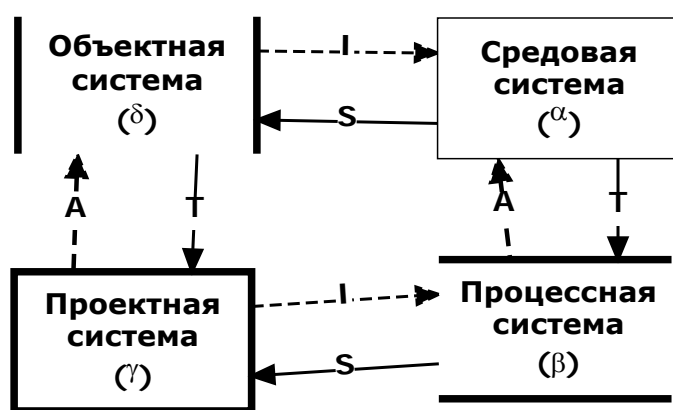 Объектная
система
(δ)
I
Средовая
система
(α)
S
A
T
A
T
Проектная
система
(γ)
I
Процессная
система
(β)
S